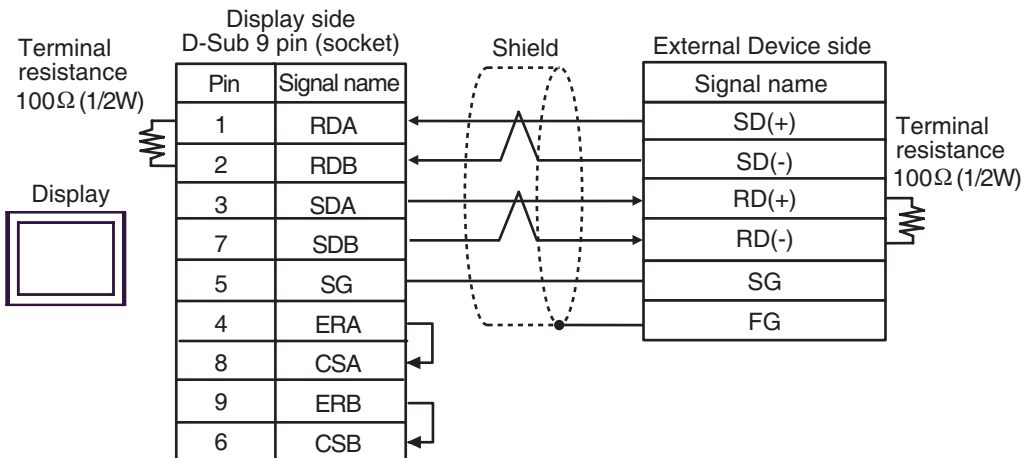 Display side
D-Sub 9 pin (socket)
Terminal
resistance
100Ω (1/2W)
Shield
External Device side
Pin Signal name
Signal name
1 RDA
SD(+)
2 RDB
SD(-)
3 SDA
RD(+)
7 SDB
RD(-)
5 SG
SG
4 ERA
FG
8 CSA
9 ERB
6 CSB
Terminal
resistance
100Ω (1/2W)
Display